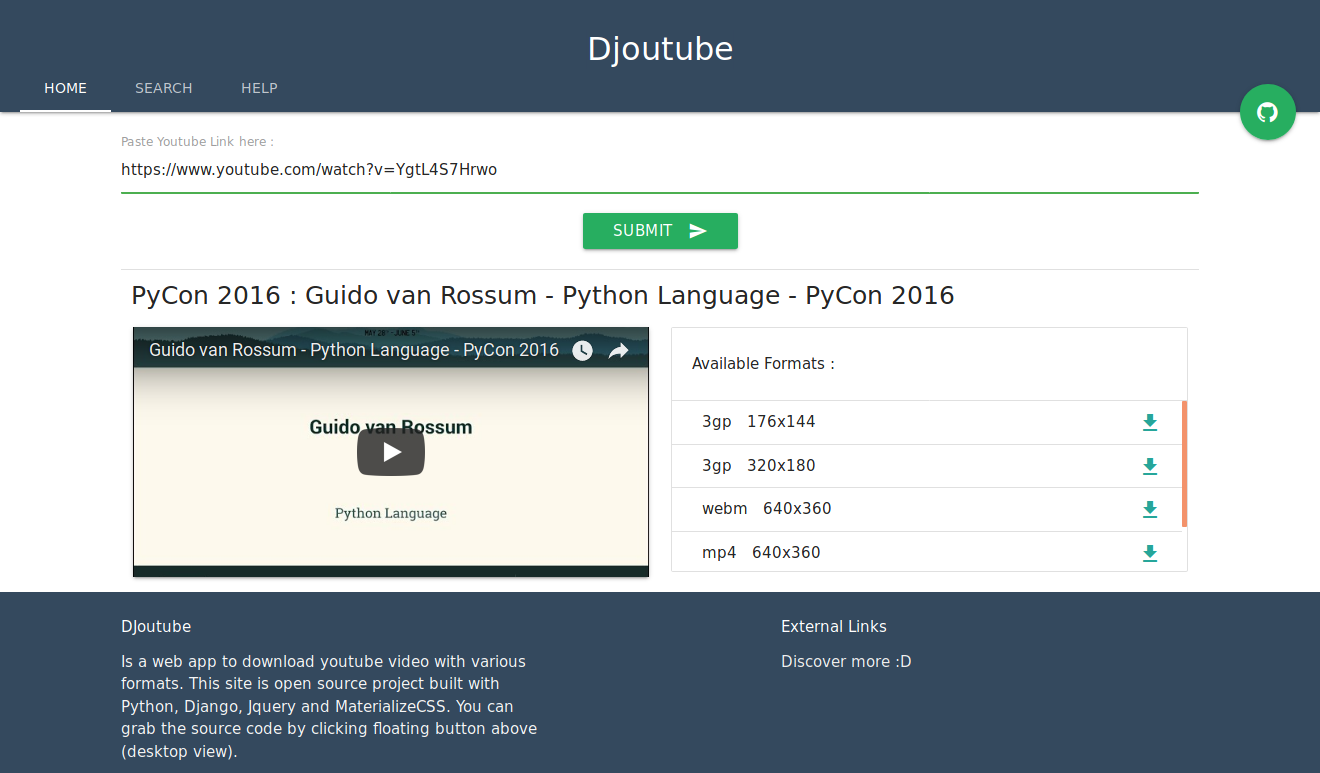 Djoutube
HOME SEARCH HELP
Paste Youtube Link here :
https://www.youtube.com/watch?v=YgtL4S7Hrwo
SUBMIT
PyCon 2016 : Guido van Rossum - Python Language - PyCon 2016
MAY 28TH - JUNE 5TH
Guido van Rossum - Python Language - PyCon 2016
Guido van Rossum
Python Language
Available Formats :
3gp 176x144
3gp 320x180
webm 640x360
mp4 640x360
DJoutube
Is a web app to download youtube video with various
formats. This site is open source project built with
Python, Django, Jquery and MaterializeCSS. You can
grab the source code by clicking floating button above
(desktop view).
External Links
Discover more :D